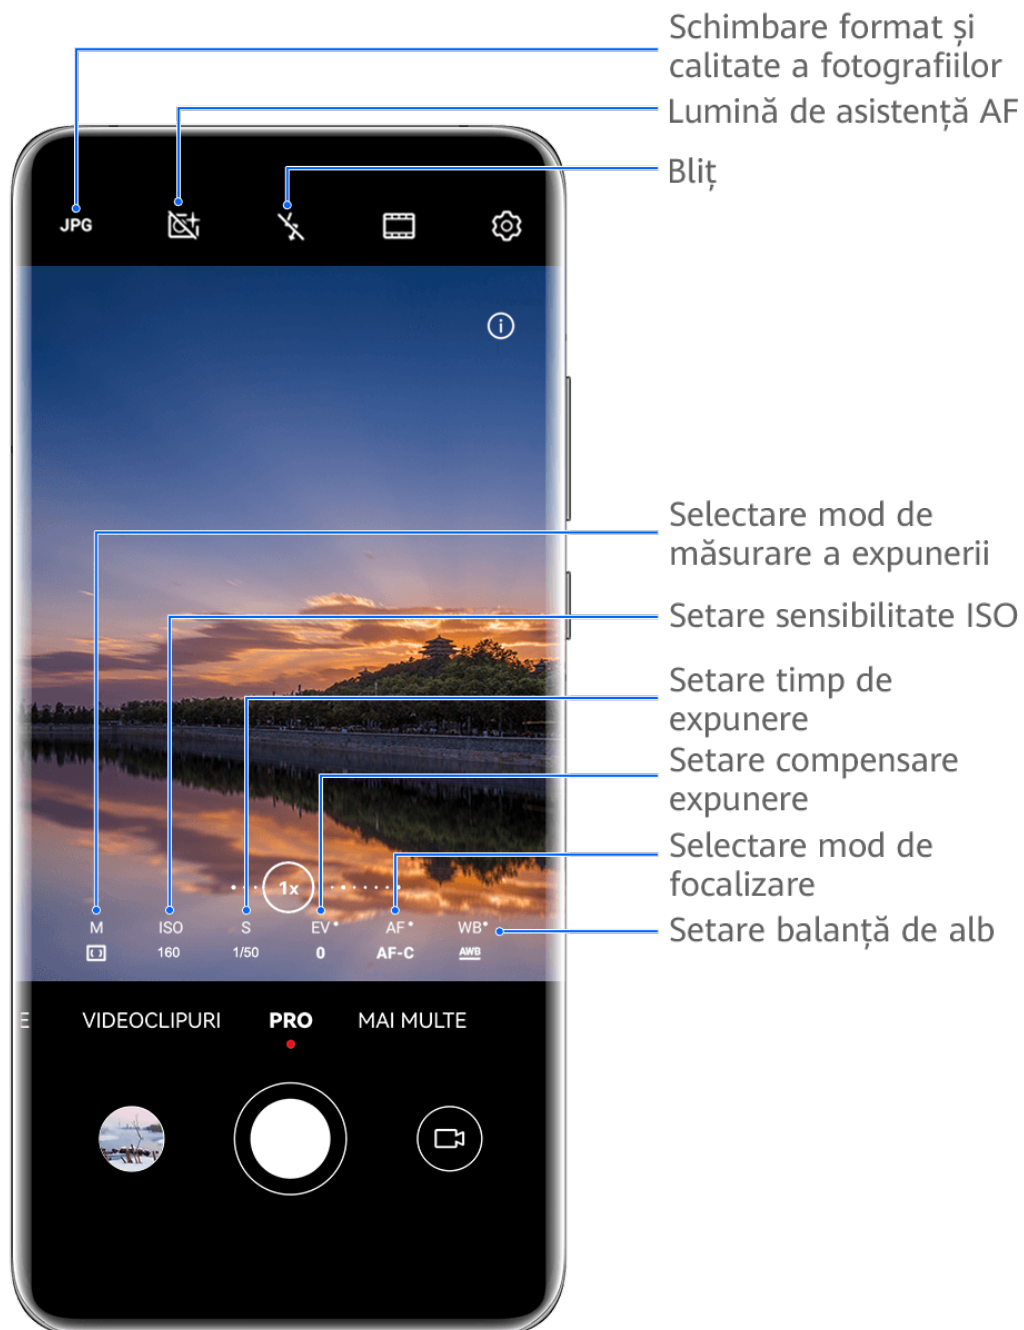 Schimbare format și
calitate a fotografiilor
Lumină de asistență AF
Bliț
JPG
Selectare mod de
măsurare a expunerii
Setare sensibilitate ISO
Setare timp de
expunere
Setare compensare
expunere
Selectare mod de
focalizare
Setare balanță de alb
1x
M ISO S EV AF WB
160 1/50 0 AF-C AWB
E VIDEOCLIPURI PRO MAI MULTE